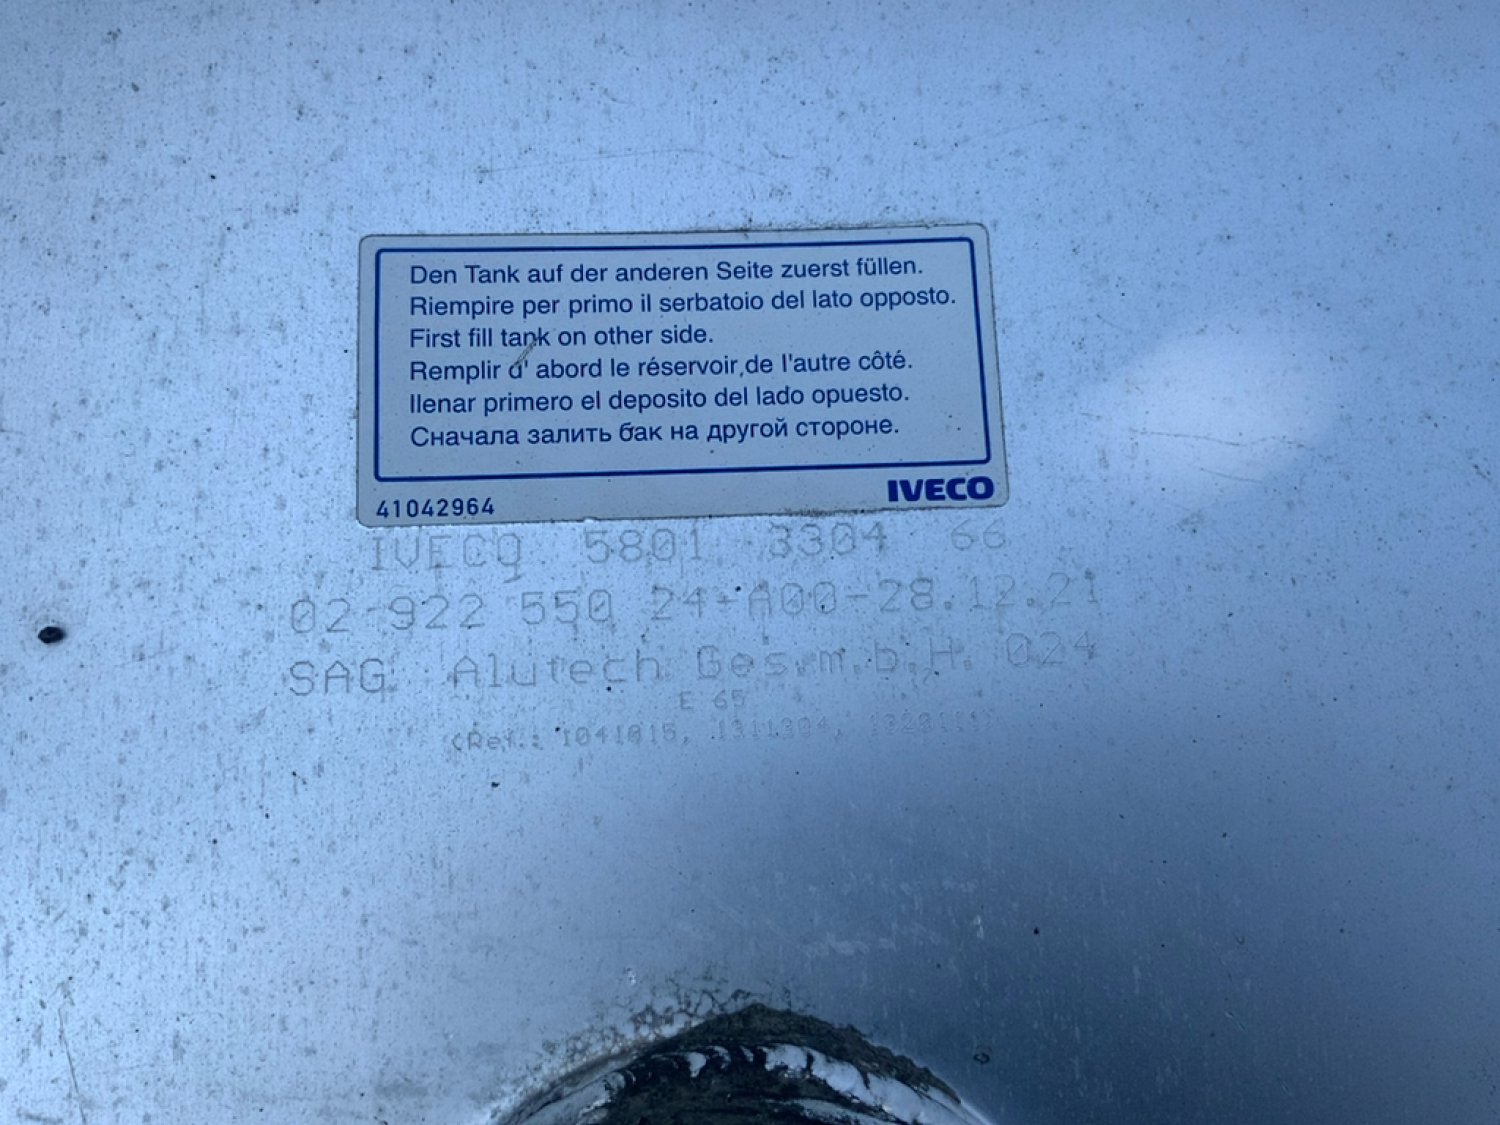 Den Tank auf der anderen Seite zuerst füllen.
Riempire per primo il serbatoio del lato opposto.
First fill tank on other side.
Remplir d' abord le réservoir,de l'autre côté.
llenar primero el deposito del lado opuesto.
Сначала залить бак на другой стороне.
41042964
IVECO
IVECO 5801 3304 66
02 922 550 24-A00-28.12.21
SAG Alutech Ges.m.b.H. 024
E 65
(Ref.: 1041015,